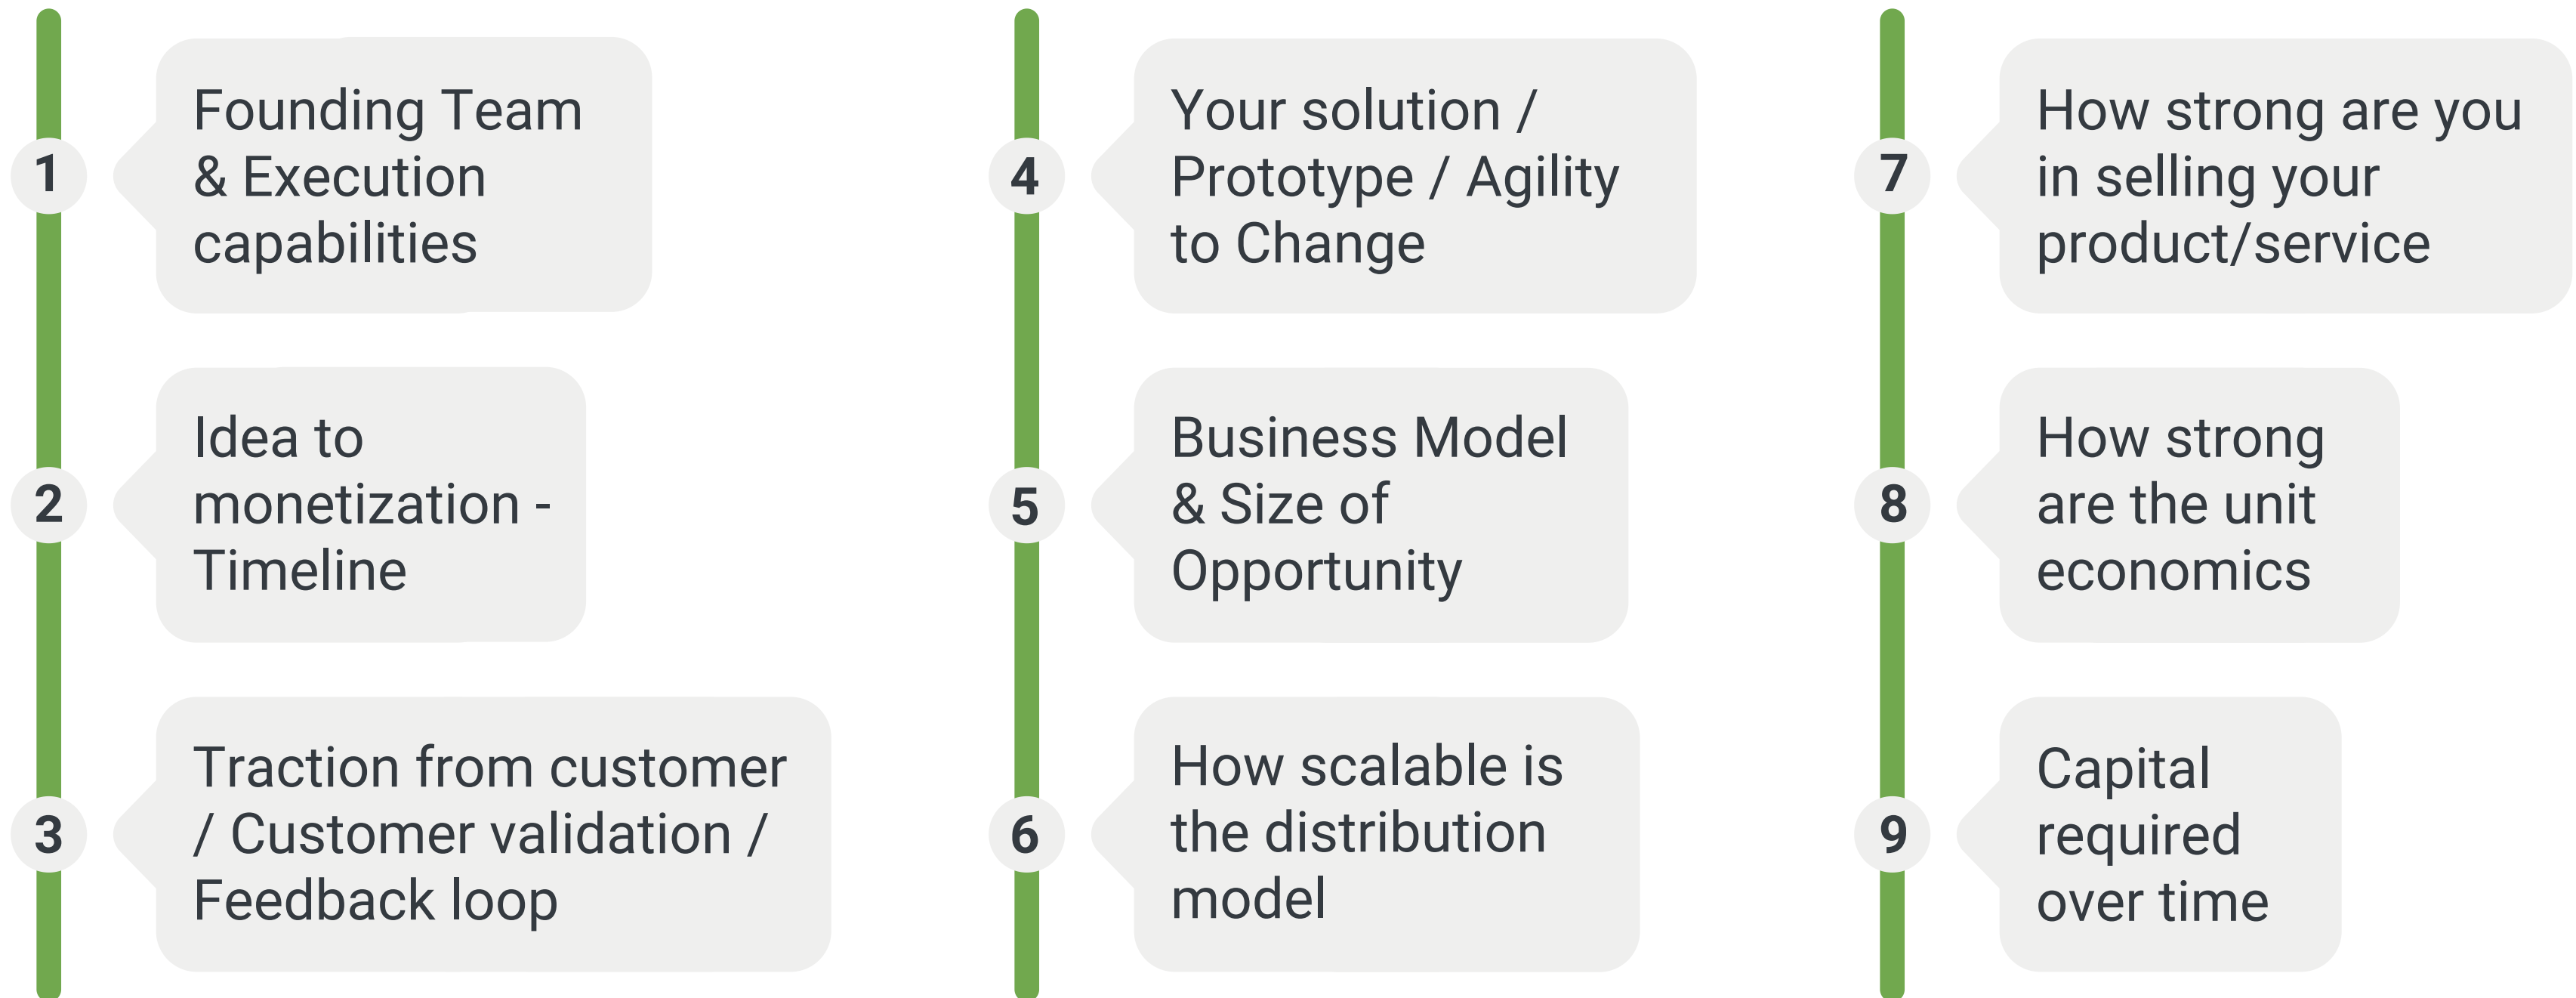 1
Founding Team
& Execution
capabilities
2
Idea to
monetization -
Timeline
3
Traction from customer
/ Customer validation /
Feedback loop
4
Your solution /
Prototype / Agility
to Change
5
Business Model
& Size of
Opportunity
6
How scalable is
the distribution
model
7
How strong are you
in selling your
product/service
8
How strong
are the unit
economics
9
Capital
required
over time